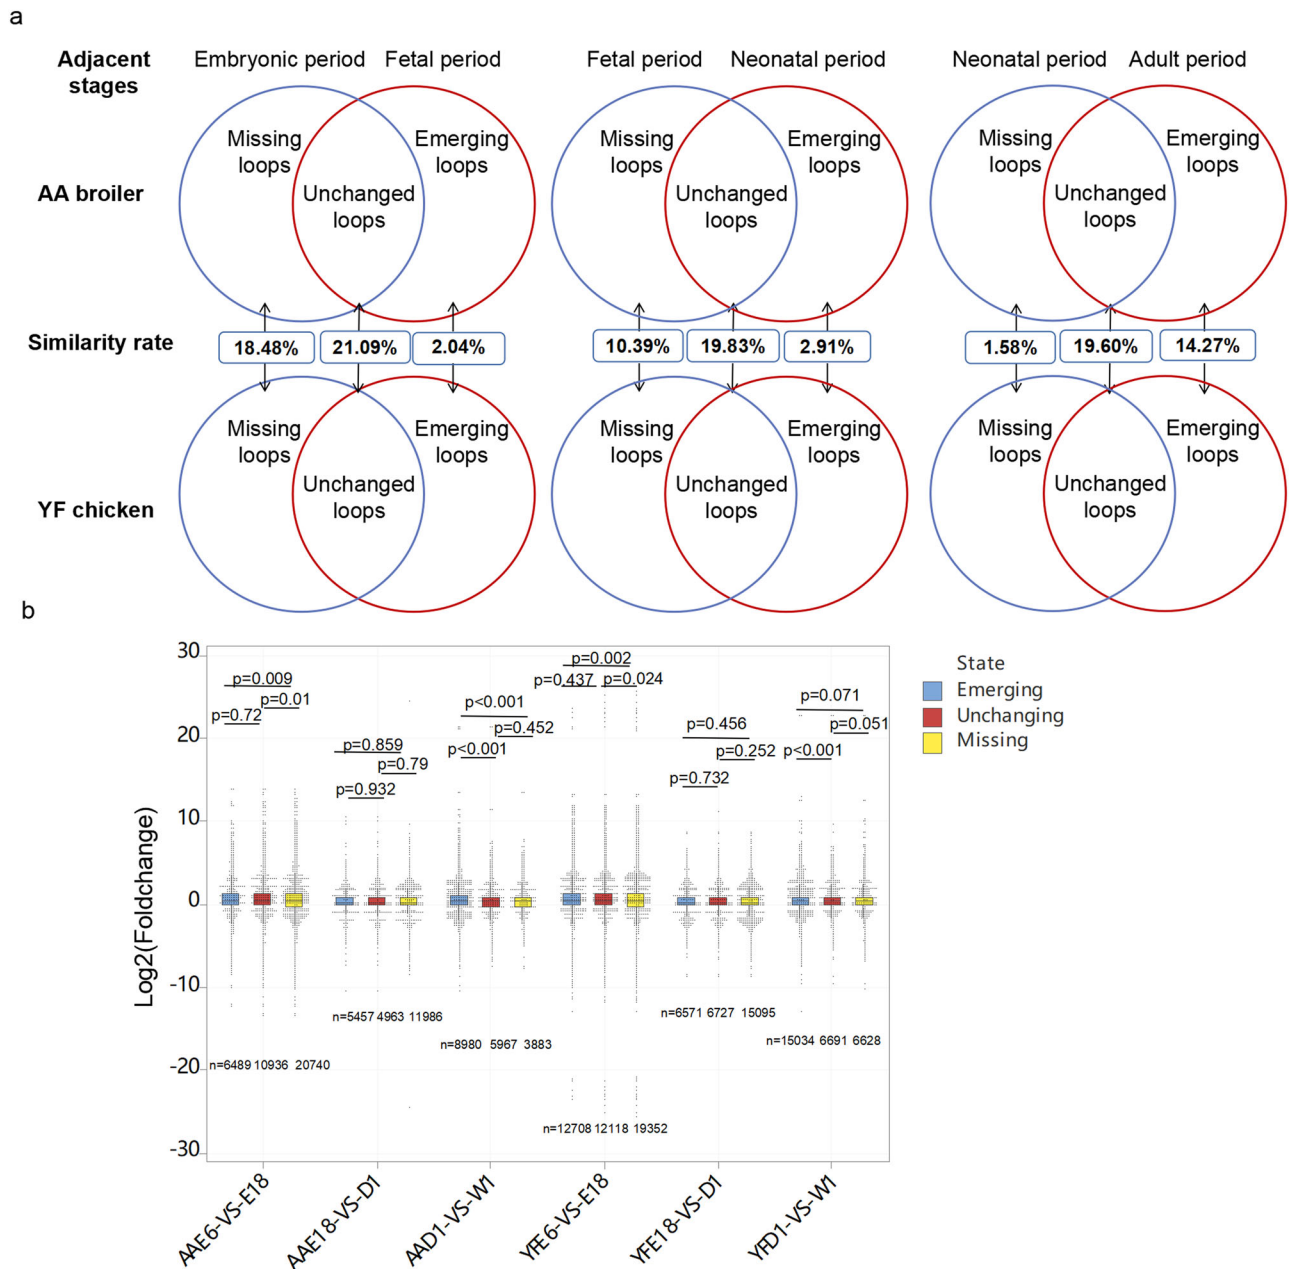 a
Adjacent
stages
Embryonic period Fetal period Fetal period Neonatal period Neonatal period Adult period
AA broiler
Missing
loops
Unchanged
loops
Emerging
loops
Missing
loops
Unchanged
loops
Emerging
loops
Missing
loops
Unchanged
loops
Emerging
loops
Similarity rate
18.48% 21.09% 2.04% 10.39% 19.83% 2.91% 1.58% 19.60% 14.27%
YF chicken
Missing
loops
Unchanged
loops
Emerging
loops
Missing
loops
Unchanged
loops
Emerging
loops
Missing
loops
Unchanged
loops
Emerging
loops
b
Log2(Foldchange)
30
20
10
0
-10
-20
-30
p=0.009
p=0.01
p=0.72
n=6489 10936 20740
p=0.859
p=0.79
p=0.932
n=5457 4963 11986
p<0.001
p=0.452
p<0.001
n=8980 5967 3883
p=0.002
p=0.437 p=0.024
n=12708 12118 19352
p=0.456
p=0.252
p=0.732
n=6571 6727 15095
p=0.071
p=0.051
p<0.001
n=15034 6691 6628
AAE6-VS-E18
AAE18-VS-D1
AAD1-VS-W1
YFE6-VS-E18
YFE18-VS-D1
YFD1-VS-W1
State
Emerging
Unchanging
Missing